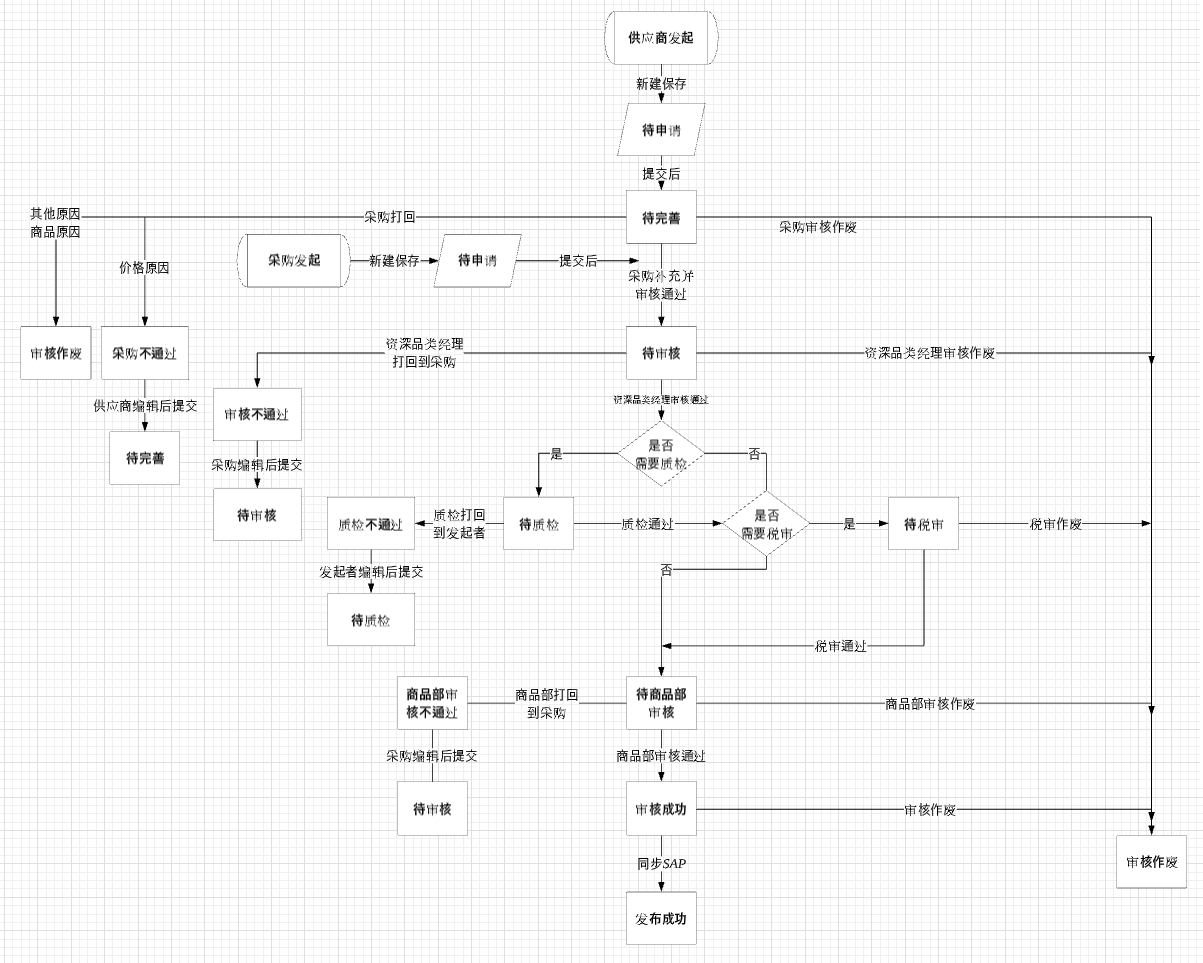 供应商发起
新建保存
待申请
提交后
其他原因
商品原因
采购打回
待完善
采购审核作废
价格原因
采购发起
新建保存
待申请
提交后
采购补充并
审核通过
审核作废
采购不通过
资深品类经理
打回到采购
待审核
资深品类经理审核作废
供应商编辑后提交
审核不通过
资深品类经理审核通过
待完善
采购编辑后提交
是
是否
需要质检
否
待审核
质检不通过
质检打回
到发起者
待质检
质检通过
是否
需要税审
是
待税审
税审作废
发起者编辑后提交
否
待质检
税审通过
商品部审
核不通过
商品部打回
到采购
待商品部
审核
商品部审核作废
采购编辑后提交
商品部审核通过
待审核
审核成功
审核作废
同步SAP
审核作废
发布成功